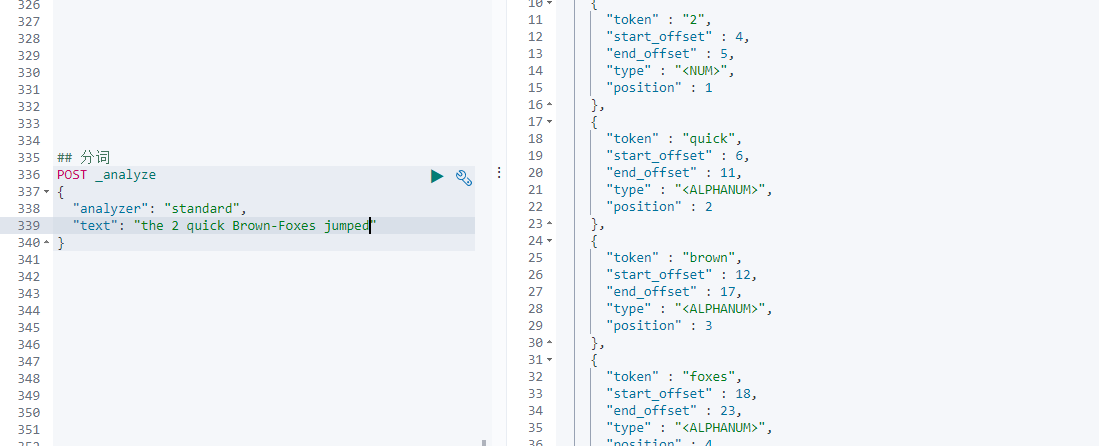 326
327
328
329
330
331
332
333
334
335 ## 分词
336 POST _analyze
337 {
338 "analyzer": "standard",
339 "text": "the 2 quick Brown-Foxes jumped"
340 }
341
342
343
344
345
346
347
348
349
350
351
352
10 {
11 "token" : "2",
12 "start_offset" : 4,
13 "end_offset" : 5,
14 "type" : "<NUM>",
15 "position" : 1
16 },
17 {
18 "token" : "quick",
19 "start_offset" : 6,
20 "end_offset" : 11,
21 "type" : "<ALPHANUM>",
22 "position" : 2
23 },
24 {
25 "token" : "brown",
26 "start_offset" : 12,
27 "end_offset" : 17,
28 "type" : "<ALPHANUM>",
29 "position" : 3
30 },
31 {
32 "token" : "foxes",
33 "start_offset" : 18,
34 "end_offset" : 23,
35 "type" : "<ALPHANUM>",
36 "position" : 4